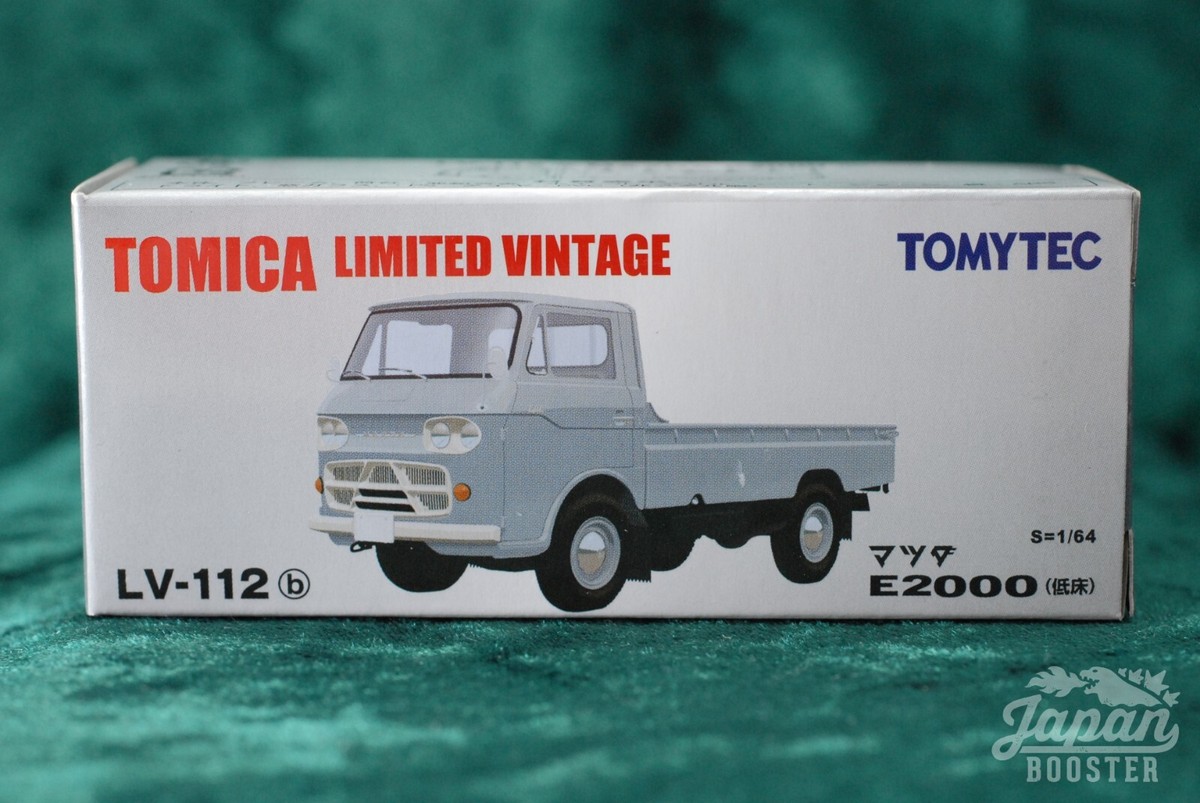 TOMICA LIMITED VINTAGE
TOMYTEC
S=1/64
マツダ
LV-112 ⓑ
E2000 (低床)
Japan
BOOSTER